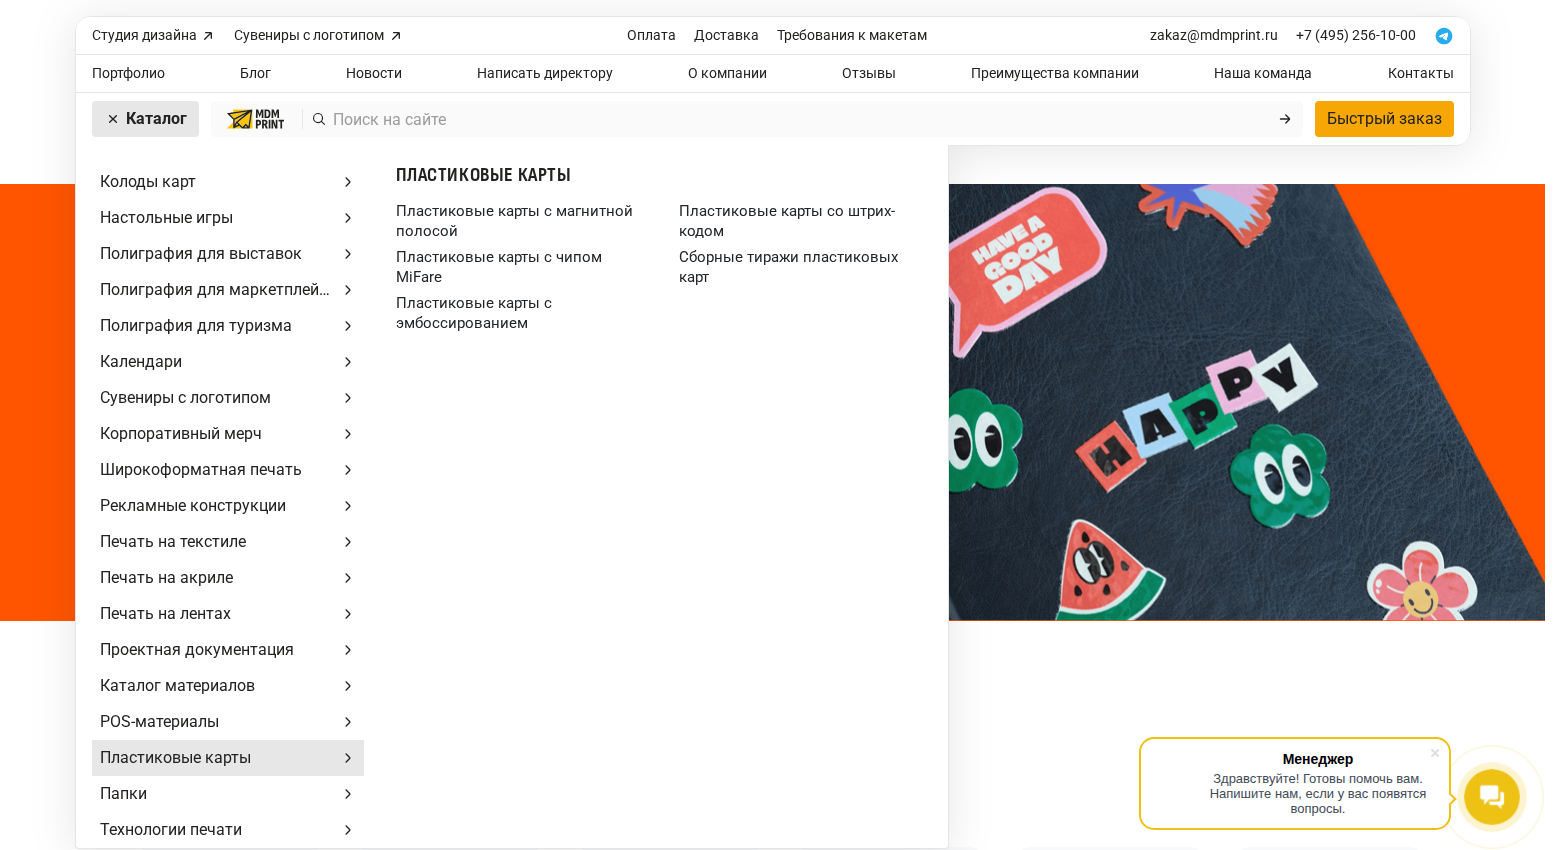 Студия дизайна
Сувениры с логотипом
Оплата
Доставка
Требования к макетам
zakaz@mdmprint.ru
+7 (495) 256-10-00
Портфолио
Блог
Новости
Написать директору
О компании
Отзывы
Преимущества компании
Наша команда
Контакты
Каталог
MDM
PRINT
Поиск на сайте
Быстрый заказ
Колоды карт
Настольные игры
Полиграфия для выставок
Полиграфия для маркетплей...
Полиграфия для туризма
Календари
Сувениры с логотипом
Корпоративный мерч
Широкоформатная печать
Рекламные конструкции
Печать на текстиле
Печать на акриле
Печать на лентах
Проектная документация
Каталог материалов
POS-материалы
Пластиковые карты
Папки
Технологии печати
ПЛАСТИКОВЫЕ КАРТЫ
Пластиковые карты с магнитной
полосой
Пластиковые карты с чипом
MiFare
Пластиковые карты с
эмбоссированием
Пластиковые карты со штрих-
кодом
Сборные тиражи пластиковых
карт
HAVE A
GOOD
DAY
HAPPY
Менеджер
Здравствуйте! Готовы помочь вам.
Напишите нам, если у вас появятся
вопросы.